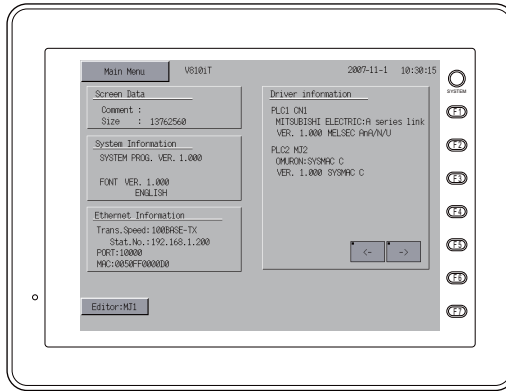 Main Menu V810iT 2007-11-1 10:30:15
Screen Data
Comment :
Size : 13762560
System Information
SYSTEM PROG. VER. 1.000
FONT VER. 1.000
ENGLISH
Ethernet Information
Trans.Speed:100BASE-TX
Stat.No.:192.168.1.200
PORT:10000
MAC:0050FF0000D0
Driver information
PLC1 CN1
MITSUBISHI ELECTRIC:A series link
VER. 1.000 MELSEC AnA/N/U
PLC2 MJ2
OMURON:SYSMAC C
VER. 1.000 SYSMAC C
<- ->
Editor:MJ1
SYSTEM
F1
F2
F3
F4
F5
F6
F7